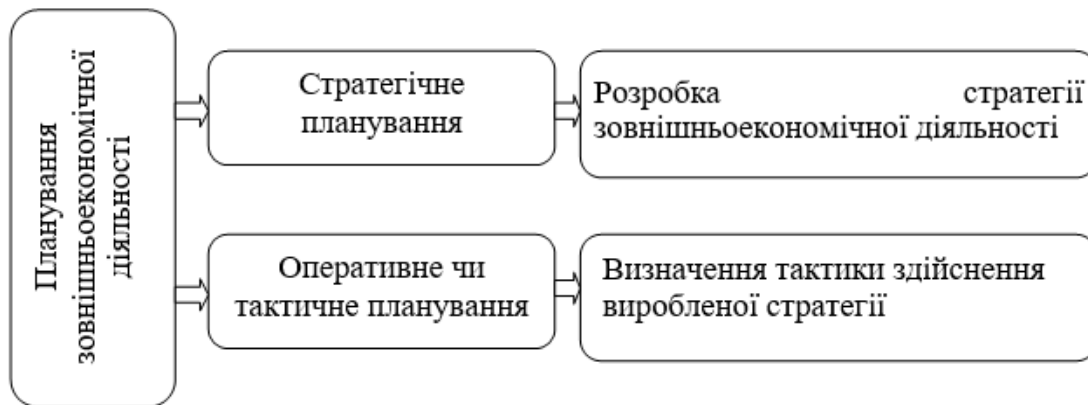 Планування
зовнішньоекономічної
діяльності
Стратегічне
планування
Розробка стратегії
зовнішньоекономічної діяльності
Оперативне чи
тактичне планування
Визначення тактики здійснення
виробленої стратегії